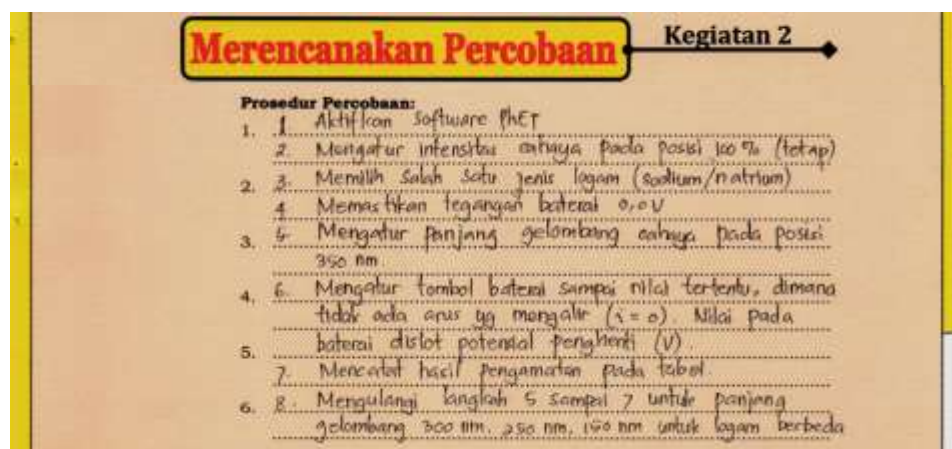 Merencanakan Percobaan
Kegiatan 2
Prosedur Percobaan:
1. 1 Aktifkan Software PhET
2. Mengatur intensitas cahaya pada posisi 100 % (tetap)
2. 3. Memilih Salah Satu jenis logam (Sodium/natrium)
4 Memastikan tegangan baterai 0,0 V
3. 5 Mengatur Panjang gelombang cahaya pada posisi
350 nm
4. 6. Mengatur tombol baterai sampai nilai tertentu, dimana
tidak ada arus yg mengalir (i = 0). Nilai pada
5. baterai disbt potensial penghenti (V).
7. Mencatat hasil pengamatan pada tabel.
6. 8. Mengulangi langlah 5 sampai 7 untuk panjang
gelombang 300 nm, 250 nm, 150 nm untuk logam berbeda